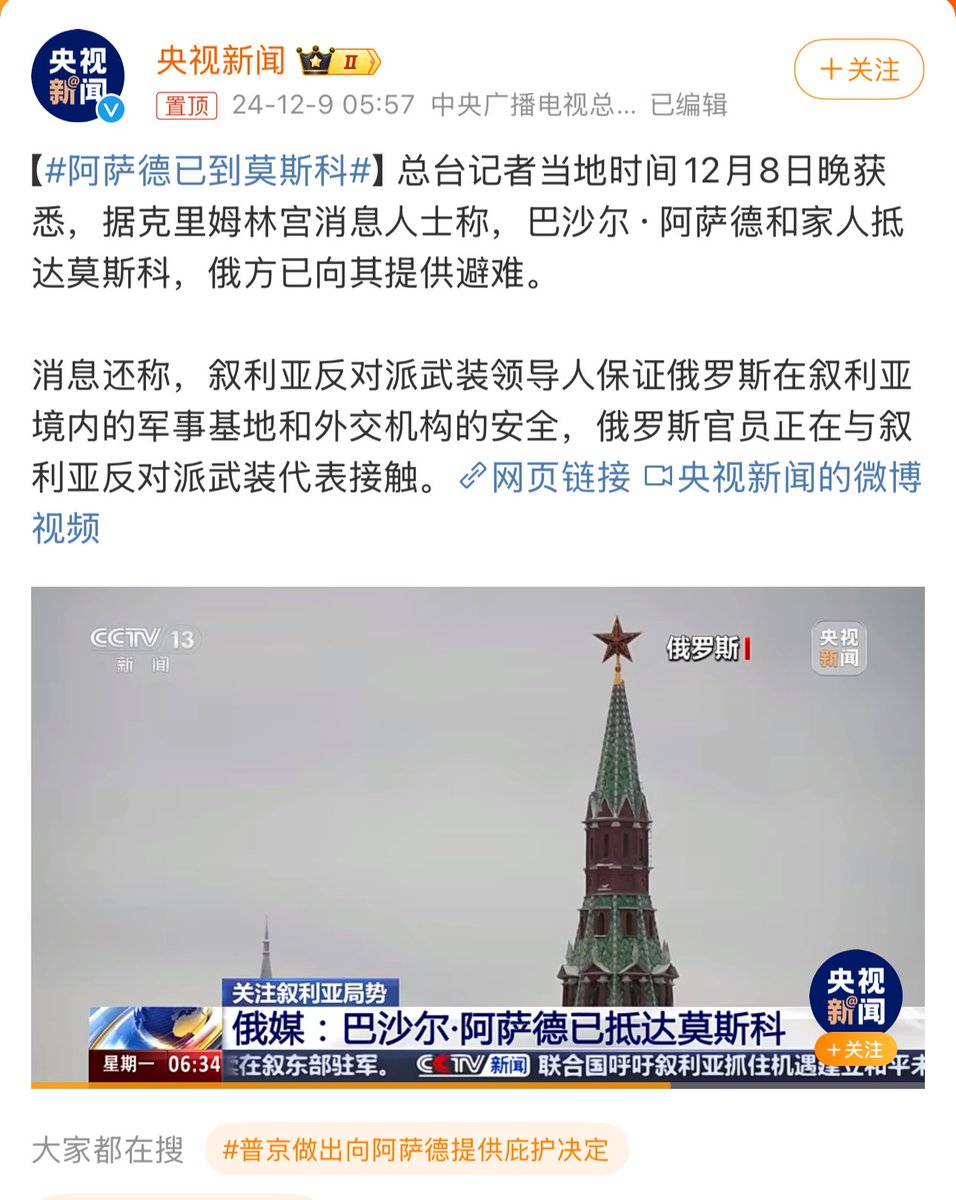 央视
新@闻
央视新闻 II
+关注
置顶 24-12-9 05:57 中央广播电视总... 已编辑
【#阿萨德已到莫斯科#】总台记者当地时间12月8日晚获
悉，据克里姆林宫消息人士称，巴沙尔·阿萨德和家人抵
达莫斯科，俄方已向其提供避难。
消息还称，叙利亚反对派武装领导人保证俄罗斯在叙利亚
境内的军事基地和外交机构的安全，俄罗斯官员正在与叙
利亚反对派武装代表接触。网页链接 央视新闻的微博
视频
CCTV 13
新闻
俄罗斯
央视
新闻
央视
新@闻
+关注
关注叙利亚局势
俄媒：巴沙尔·阿萨德已抵达莫斯科
星期一 06:34
在叙东部驻军。 CCTV新闻 联合国呼吁叙利亚抓住机遇建立和平未
大家都在搜 #普京做出向阿萨德提供庇护决定